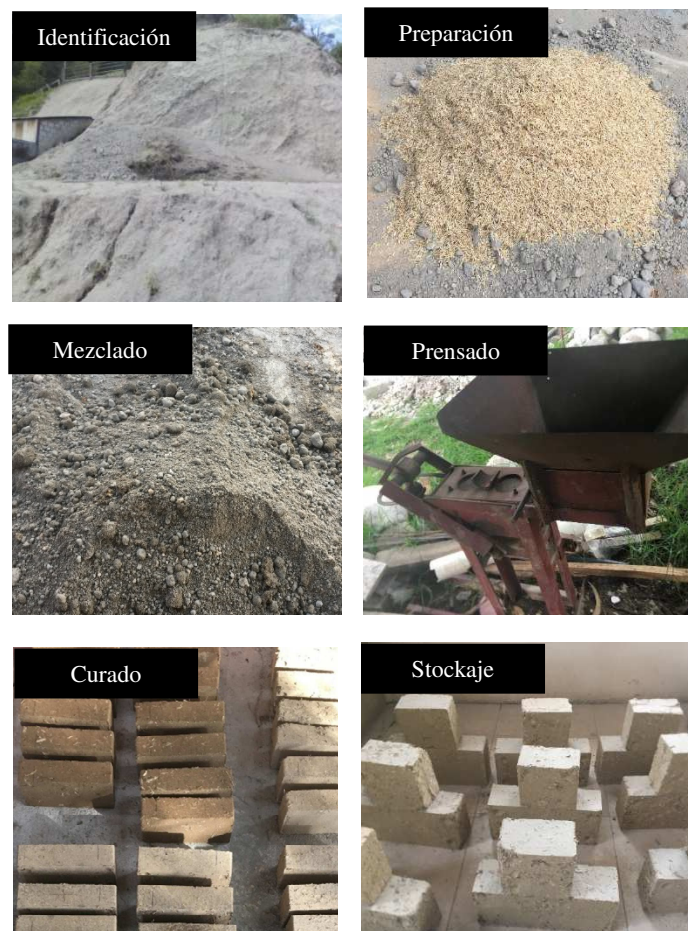 Identificación
Preparación
Mezclado
Prensado
Curado
Stockaje